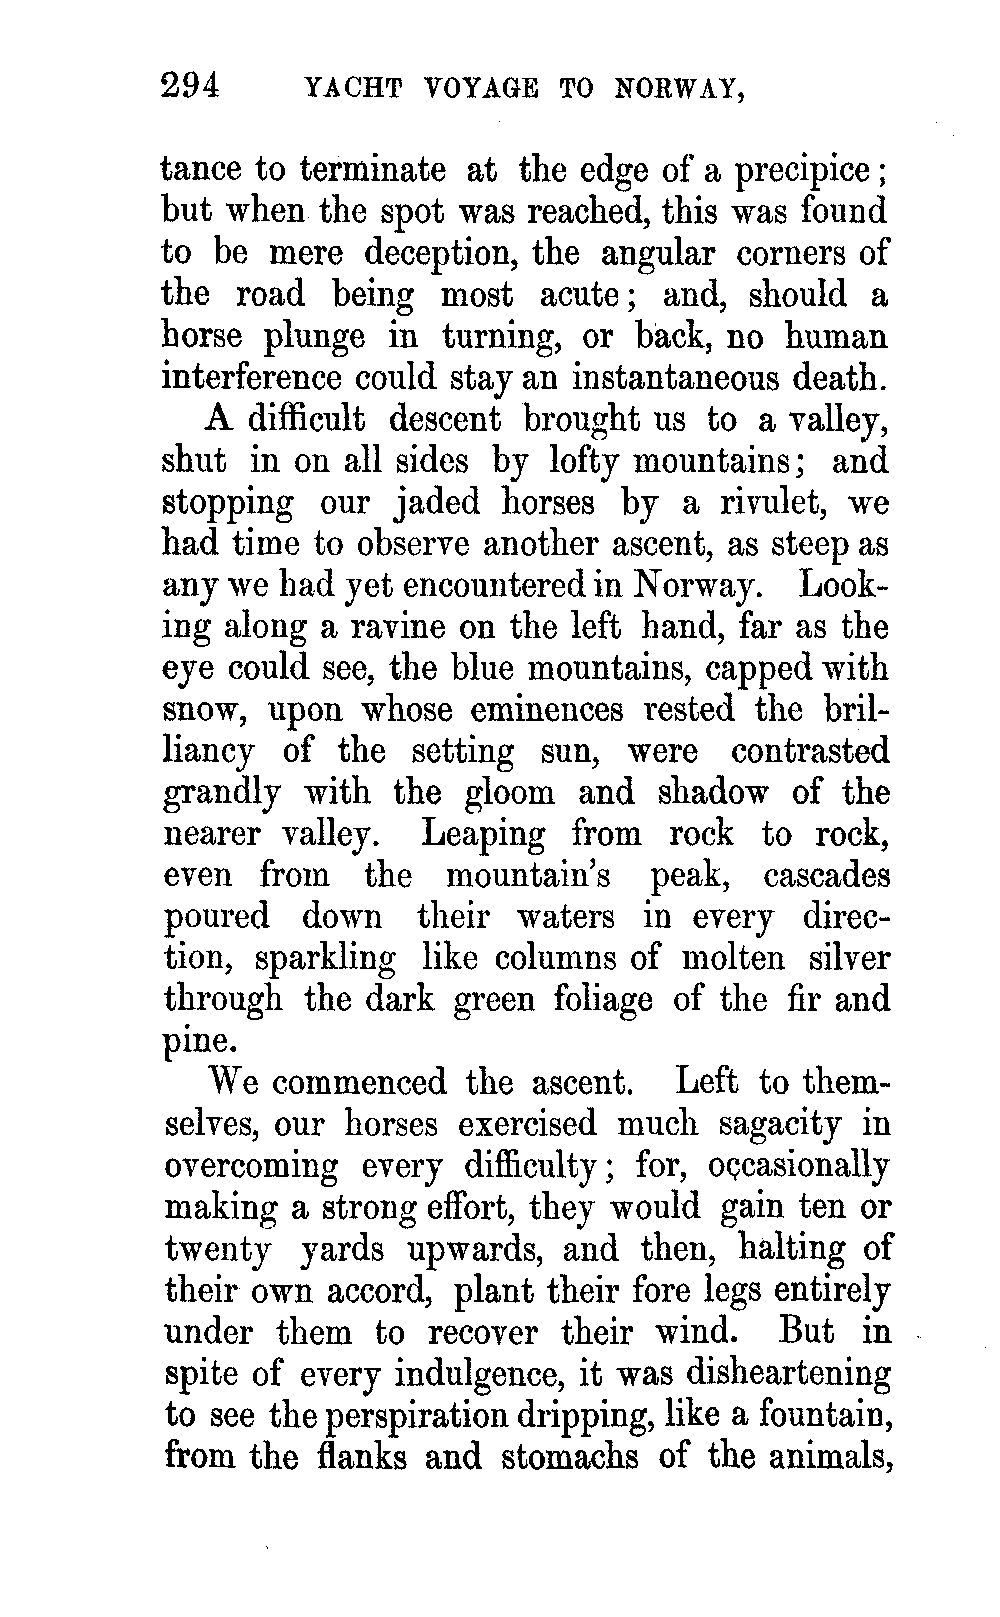 294 YACHT VOYAGE TO NORWAY,
tance to terminate at the edge of a precipice;
but when the spot was reached, this was found
to be mere deception, the angular corners of
the road being most acute; and, should a
horse plunge in turning, or back, no human
interference could stay an instantaneous death.
A difficult descent brought us to a valley,
shut in on all sides by lofty mountains; and
stopping our jaded horses by a rivulet, we
had time to observe another ascent, as steep as
any we had yet encountered in Norway. Look-
ing along a ravine on the left hand, far as the
eye could see, the blue mountains, capped with
snow, upon whose eminences rested the bril-
liancy of the setting sun, were contrasted
grandly with the gloom and shadow of the
nearer valley. Leaping from rock to rock,
even from the mountain's peak, cascades
poured down their waters in every direc-
tion, sparkling like columns of molten silver
through the dark green foliage of the fir and
pine.
We commenced the ascent. Left to them-
selves, our horses exercised much sagacity in
overcoming every difficulty; for, occasionally
making a strong effort, they would gain ten or
twenty yards upwards, and then, halting of
their own accord, plant their fore legs entirely
under them to recover their wind. But in
spite of every indulgence, it was disheartening
to see the perspiration dripping, like a fountain,
from the flanks and stomachs of the animals,